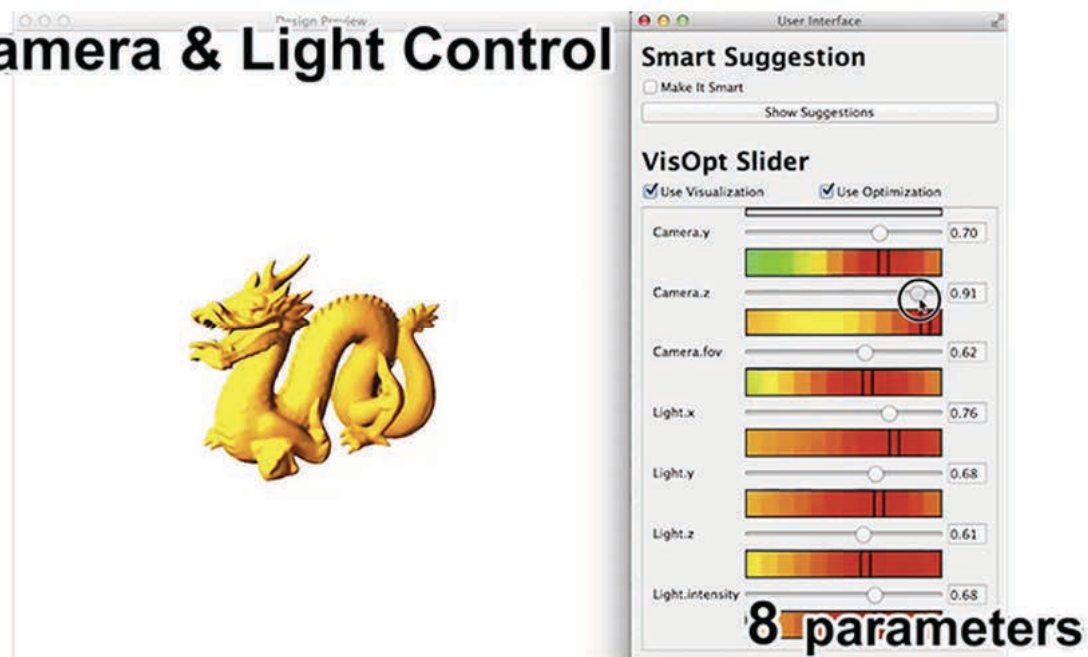 Design Preview
amera & Light Control
User Interface
Smart Suggestion
Make It Smart
Show Suggestions
VisOpt Slider
Use Visualization
Use Optimization
Camera.y
0.70
Camera.z
0.91
Camera.fov
0.62
Light.x
0.76
Light.y
0.68
Light.z
0.61
Light.intensity
0.68
8 parameters